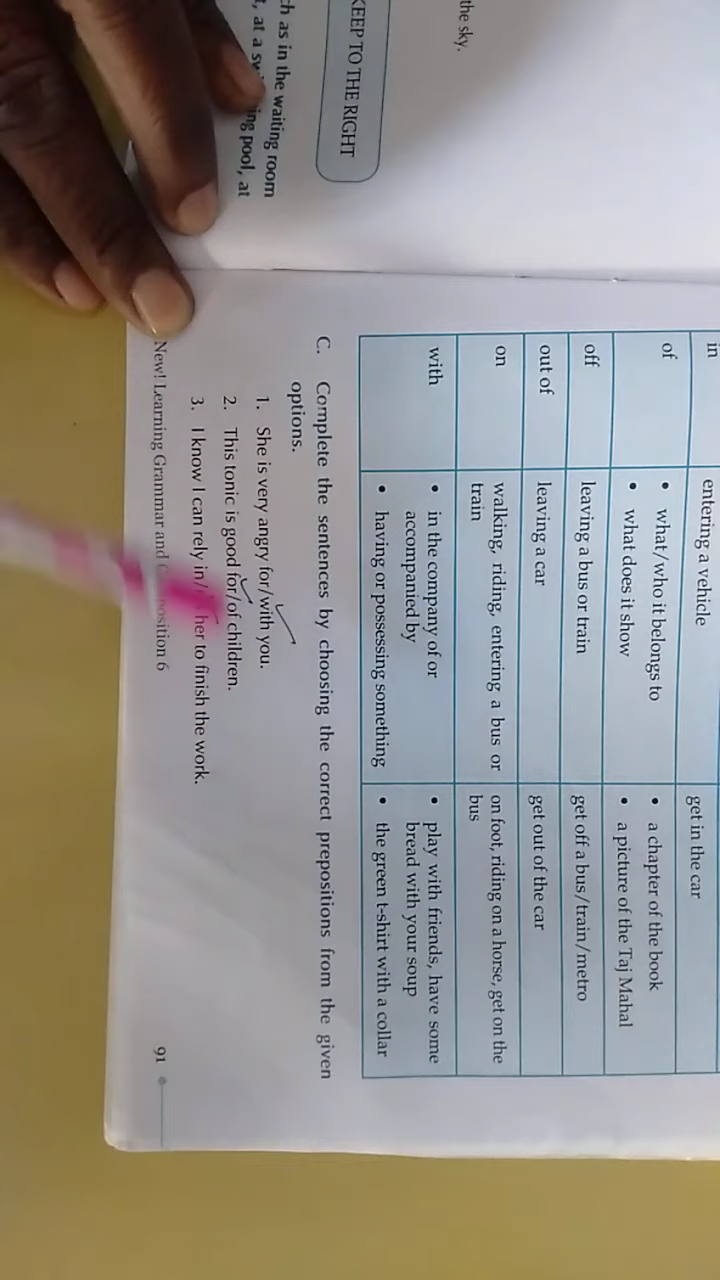 the sky.
KEEP TO THE RIGHT
ch as in the waiting room
pool, at
in
entering a vehicle
get in the car
of
• what/who it belongs to
• what does it show
• a chapter of the book
• a picture of the Taj Mahal
off
leaving a bus or train
get off a bus/train/metro
out of
leaving a car
get out of the car
on
walking, riding, entering a bus or
train
on foot, riding on a horse, get on the
bus
with
• in the company of or
accompanied by
• having or possessing something
• play with friends, have some
bread with your soup
• the green t-shirt with a collar
C. Complete the sentences by choosing the correct prepositions from the given
options.
1. She is very angry for/with you.
2. This tonic is good for/of children.
3. I know I can rely in/ her to finish the work.
New! Learning Grammar and 6
91